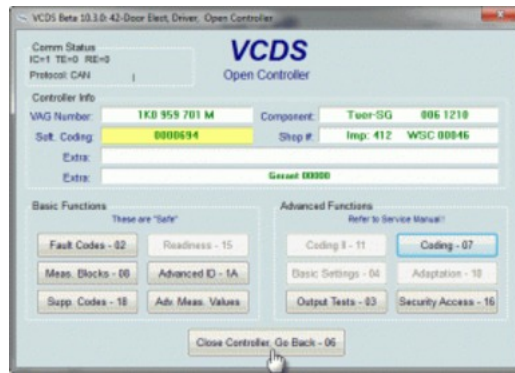 VCDS Beta 10.3.0: 42-Door Elect, Driver, Open Controller
Comm Status
IC=1 TE=0 RE=0
Protocol: CAN
VCDS
Open Controller
Controller Info
VAG Number: 1K0 959 701 M Component: Tuer-SG 006 1210
Soft. Coding: 0000694 Shop #: Imp: 412 WSC 00046
Extra:
Extra: Geraet 00000
Basic Functions
These are "Safe"
Advanced Functions
Refer to Service Manual!
Fault Codes - 02 Readiness - 15 Coding II - 11 Coding - 07
Meas. Blocks - 08 Advanced ID - 1A Basic Settings - 04 Adaptation - 10
Supp. Codes - 18 Adv. Meas. Values Output Tests - 03 Security Access - 16
Close Controller, Go Back - 06